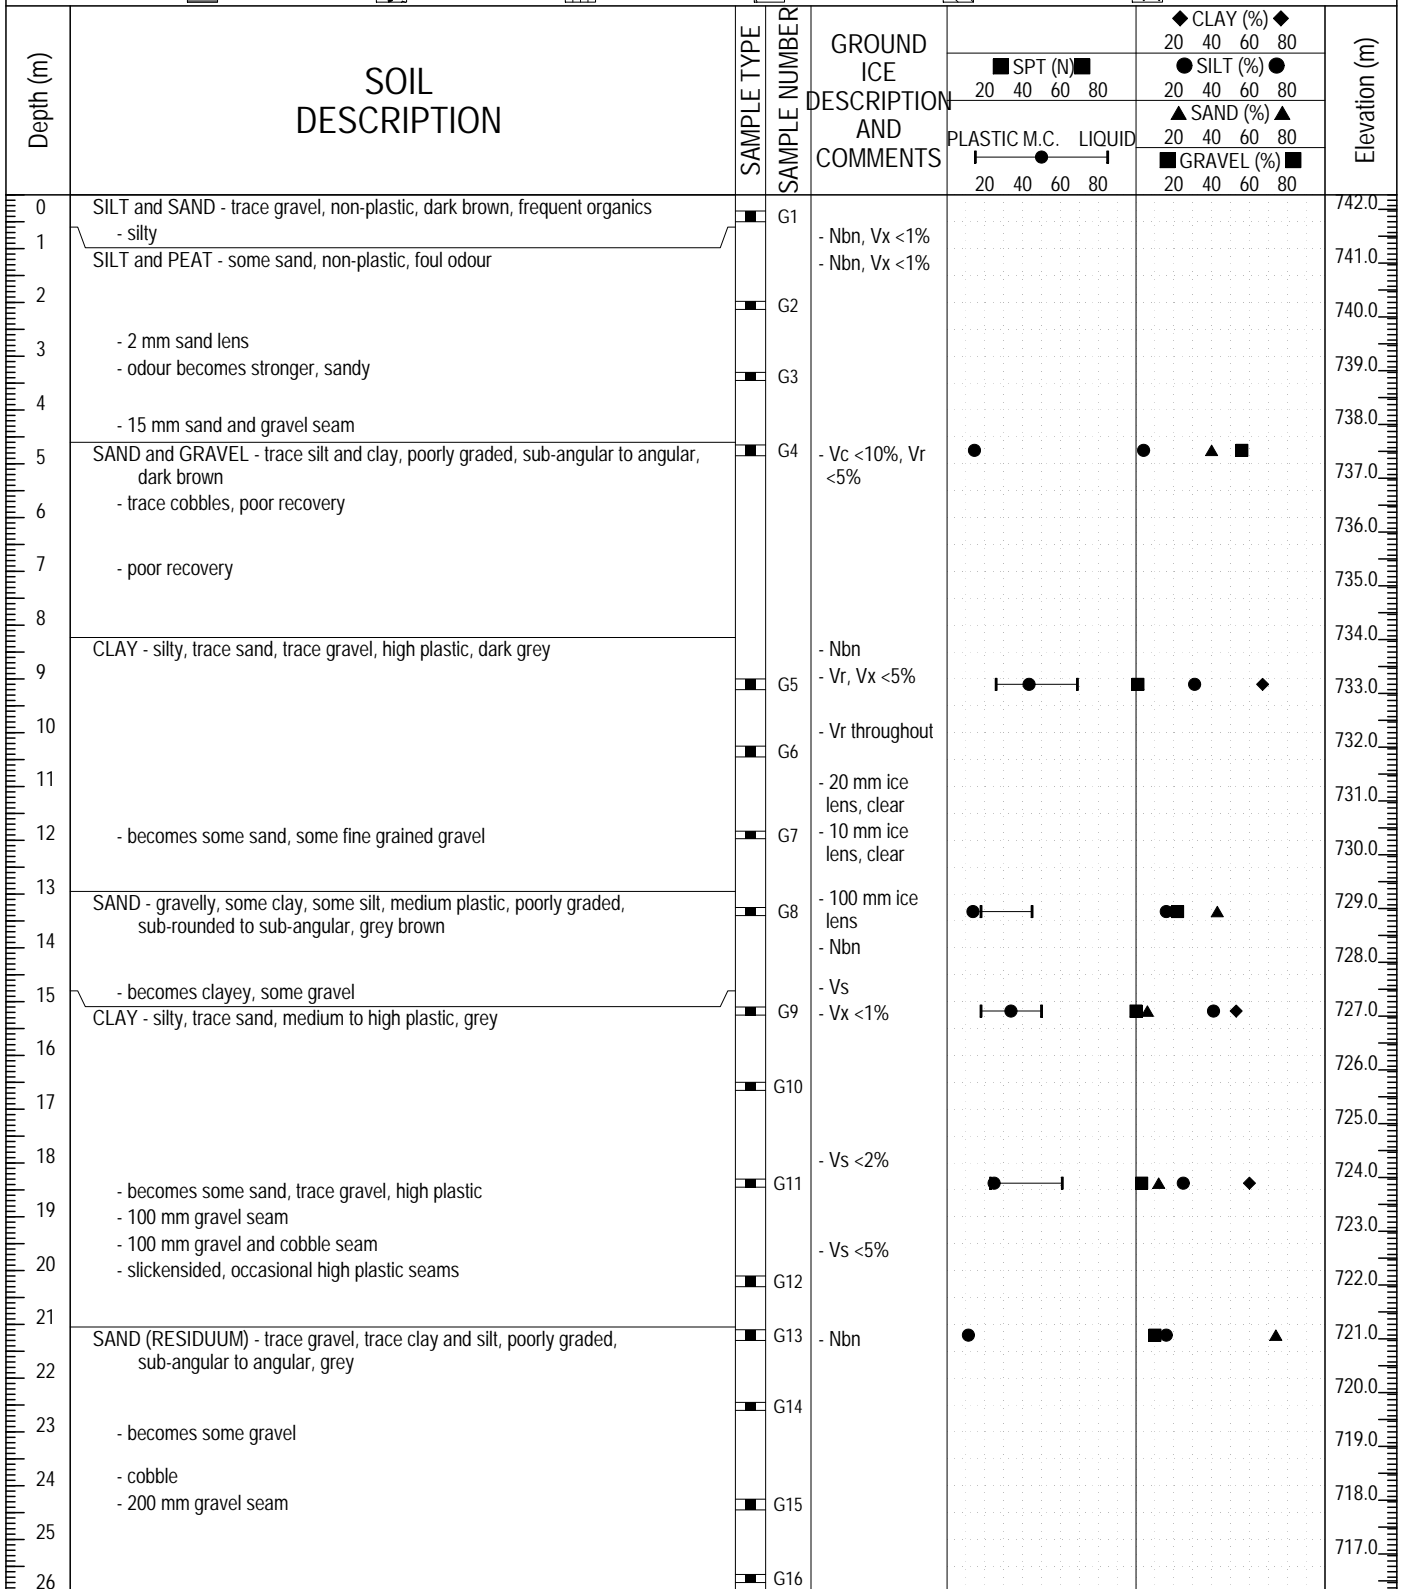 Depth (m)
SOIL
DESCRIPTION
SAMPLE TYPE
SAMPLE NUMBER
GROUND
ICE
DESCRIPTION
AND
COMMENTS
◆ CLAY (%) ◆
20 40 60 80
■ SPT (N) ■
20 40 60 80
● SILT (%) ●
20 40 60 80
▲ SAND (%) ▲
20 40 60 80
PLASTIC M.C. LIQUID
20 40 60 80
■ GRAVEL (%) ■
20 40 60 80
Elevation (m)
0 SILT and SAND - trace gravel, non-plastic, dark brown, frequent organics G1 742.0
- silty - Nbn, Vx <1%
1
SILT and PEAT - some sand, non-plastic, foul odour - Nbn, Vx <1% 741.0
2 G2 740.0
- 2 mm sand lens
3
- odour becomes stronger, sandy G3 739.0
4
- 15 mm sand and gravel seam 738.0
SAND and GRAVEL - trace silt and clay, poorly graded, sub-angular to angular, G4 - Vc <10%, Vr
5 dark brown <5% 737.0
- trace cobbles, poor recovery
6 736.0
7 - poor recovery 735.0
8 734.0
CLAY - silty, trace sand, trace gravel, high plastic, dark grey - Nbn
9 G5 - Vr, Vx <5% 733.0
10 - Vr throughout 732.0
G6
11 - 20 mm ice 731.0
lens, clear
12 - becomes some sand, some fine grained gravel G7 - 10 mm ice
lens, clear 730.0
13
SAND - gravelly, some clay, some silt, medium plastic, poorly graded, G8 - 100 mm ice 729.0
sub-rounded to sub-angular, grey brown lens
14 - Nbn 728.0
- becomes clayey, some gravel - Vs
15
CLAY - silty, trace sand, medium to high plastic, grey G9 - Vx <1% 727.0
16 726.0
G10
17 725.0
18 - Vs <2% 724.0
- becomes some sand, trace gravel, high plastic G11
19 - 100 mm gravel seam 723.0
- 100 mm gravel and cobble seam - Vs <5%
20 - slickensided, occasional high plastic seams G12 722.0
21
SAND (RESIDUUM) - trace gravel, trace clay and silt, poorly graded, G13 - Nbn 721.0
sub-angular to angular, grey
22 720.0
G14
23 - becomes some gravel 719.0
24 - cobble 718.0
- 200 mm gravel seam G15
25 717.0
26 G16